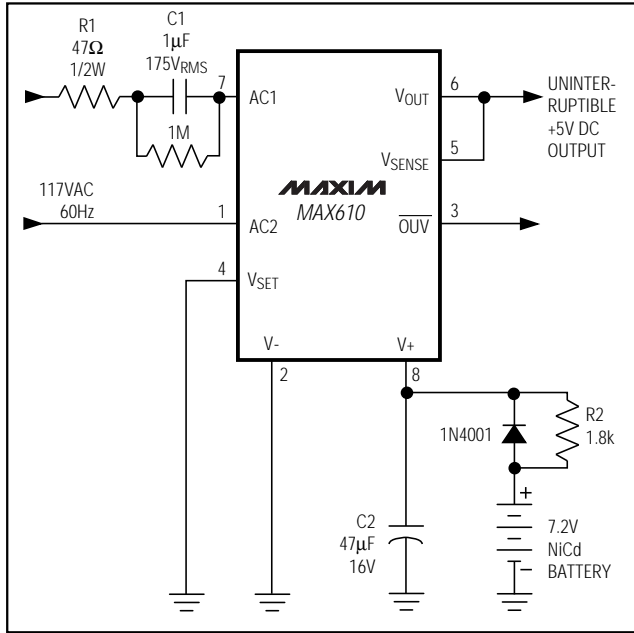 R1
47Ω
1/2W
C1
1μF
175VRMS
7
AC1
1M
117VAC
60Hz
1
AC2
4
VSET
MAXIM
MAX610
VOUT
6
VSENSE
5
OUV
3
UNINTER-
RUPTIBLE
+5V DC
OUTPUT
V-
2
V+
8
1N4001
R2
1.8k
C2
47μF
16V
+
7.2V
NiCd
BATTERY
−